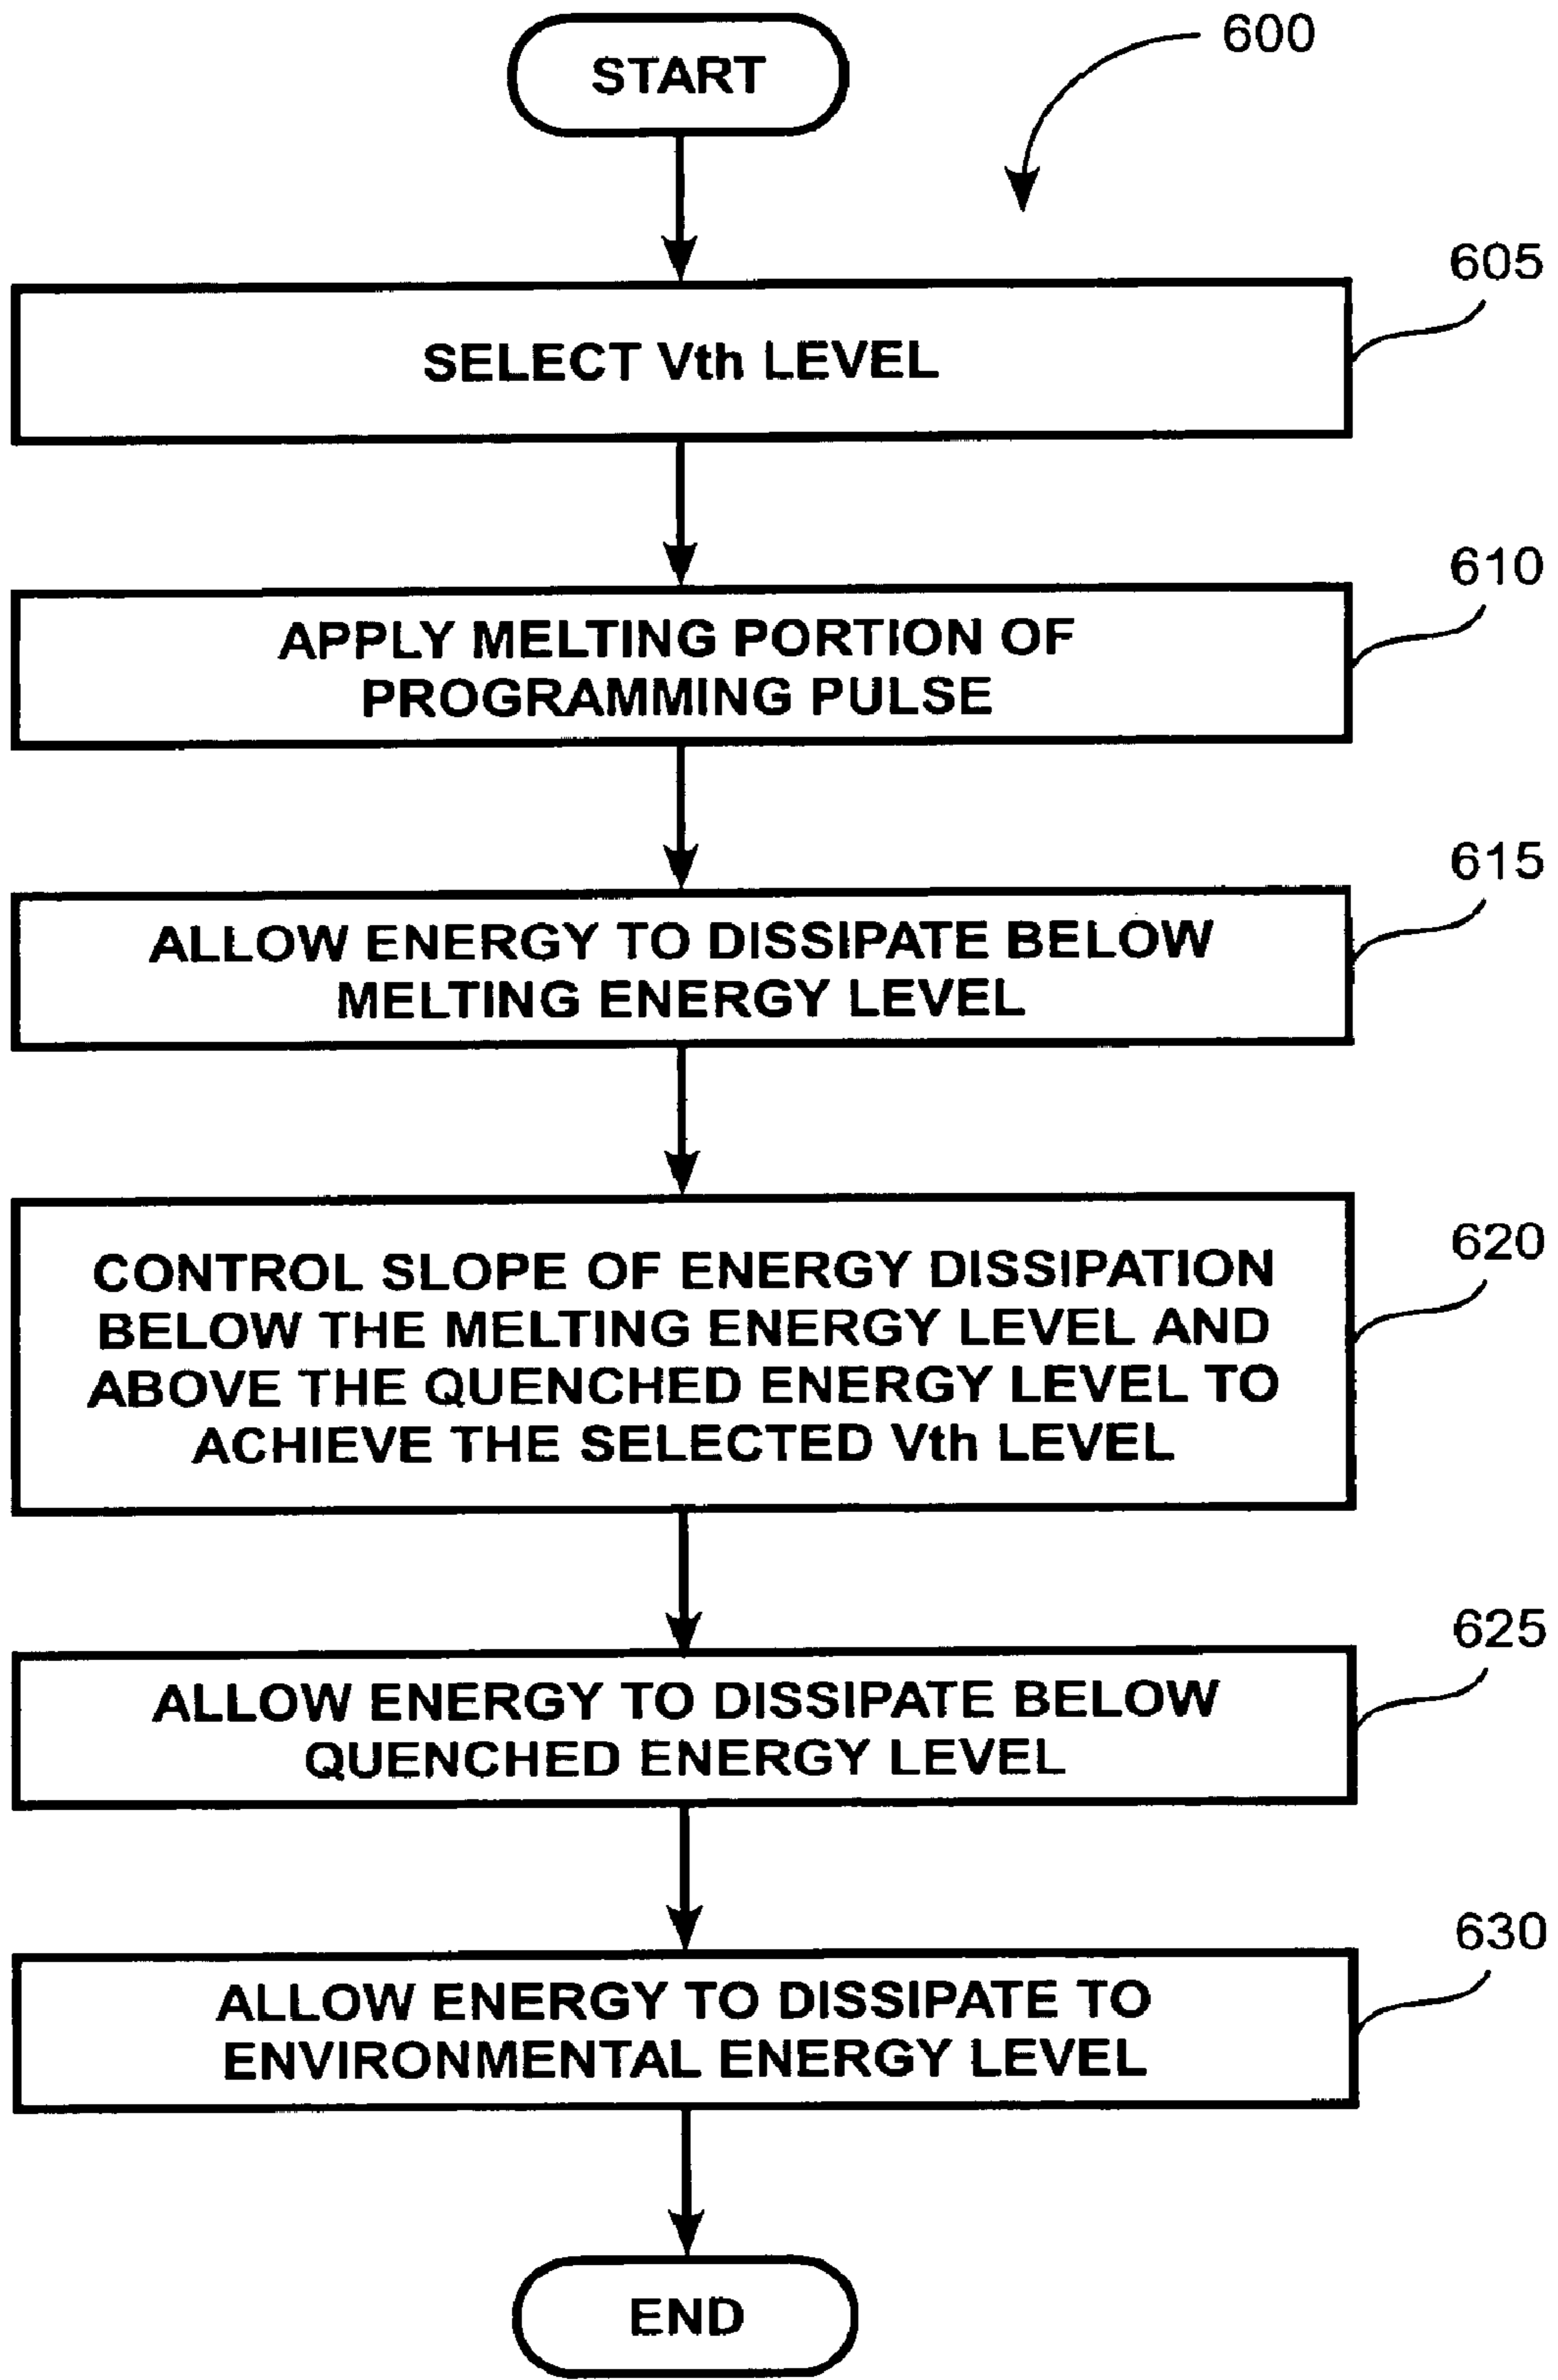 START
600
605
SELECT Vth LEVEL
610
APPLY MELTING PORTION OF
PROGRAMMING PULSE
615
ALLOW ENERGY TO DISSIPATE BELOW
MELTING ENERGY LEVEL
620
CONTROL SLOPE OF ENERGY DISSIPATION
BELOW THE MELTING ENERGY LEVEL AND
ABOVE THE QUENCHED ENERGY LEVEL TO
ACHIEVE THE SELECTED Vth LEVEL
625
ALLOW ENERGY TO DISSIPATE BELOW
QUENCHED ENERGY LEVEL
630
ALLOW ENERGY TO DISSIPATE TO
ENVIRONMENTAL ENERGY LEVEL
END